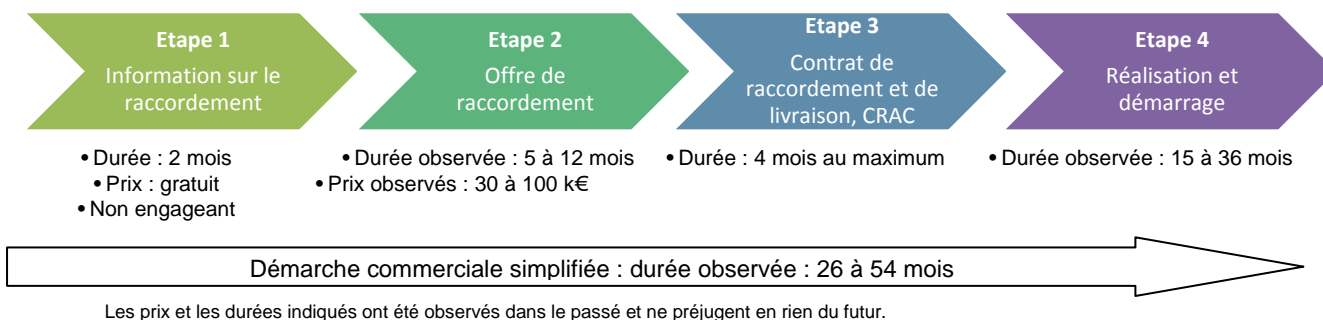 Etape 1
Information sur le
raccordement
Etape 2
Offre de
raccordement
Etape 3
Contrat de
raccordement et de
livraison, CRAC
Etape 4
Réalisation et
démarrage
• Durée : 2 mois
• Prix : gratuit
• Non engageant
• Durée observée : 5 à 12 mois
• Prix observés : 30 à 100 k€
• Durée : 4 mois au maximum
• Durée observée : 15 à 36 mois
Démarche commerciale simplifiée : durée observée : 26 à 54 mois
Les prix et les durées indiqués ont été observés dans le passé et ne préjugent en rien du futur.